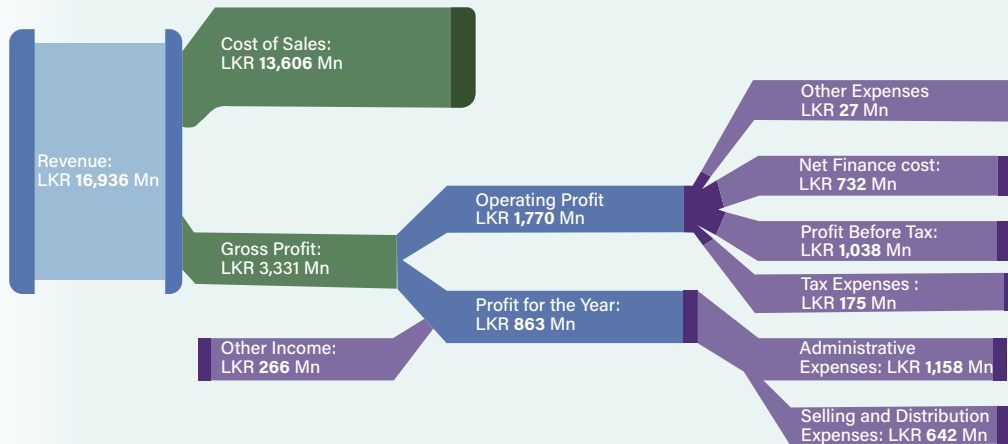 Revenue:
LKR 16,936 Mn
Cost of Sales:
LKR 13,606 Mn
Gross Profit:
LKR 3,331 Mn
Other Income:
LKR 266 Mn
Operating Profit
LKR 1,770 Mn
Profit for the Year:
LKR 863 Mn
Other Expenses
LKR 27 Mn
Net Finance cost:
LKR 732 Mn
Profit Before Tax:
LKR 1,038 Mn
Tax Expenses :
LKR 175 Mn
Administrative
Expenses: LKR 1,158 Mn
Selling and Distribution
Expenses: LKR 642 Mn